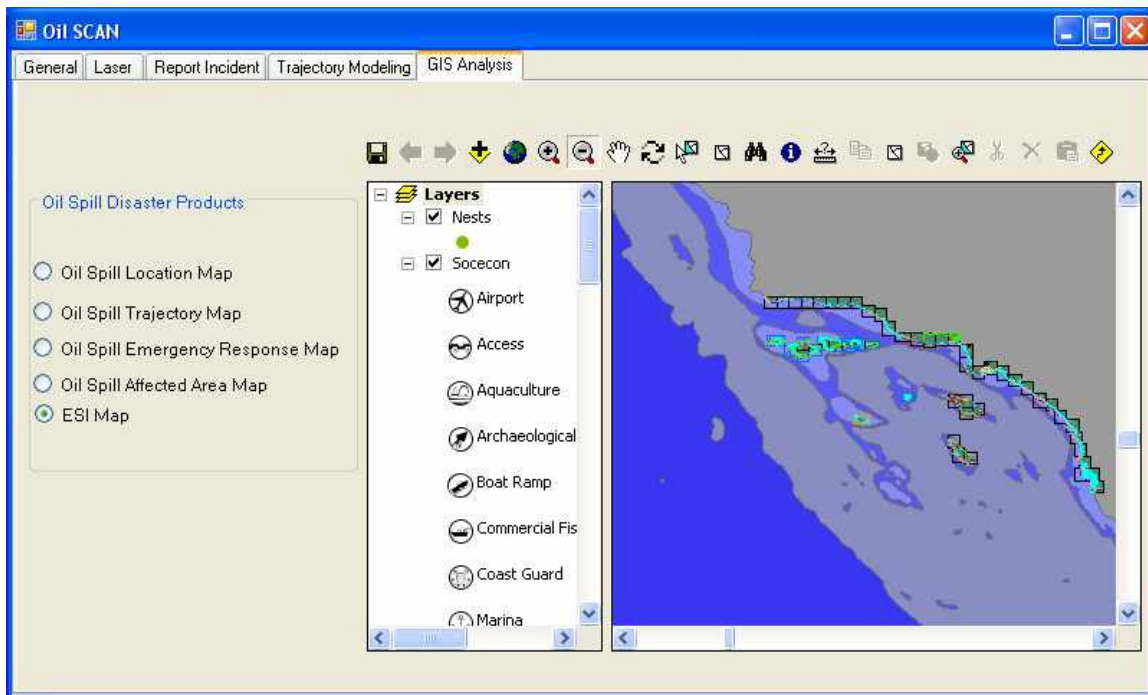 Oil SCAN
General Laser Report Incident Trajectory Modeling GIS Analysis
Oil Spill Disaster Products
Oil Spill Location Map
Oil Spill Trajectory Map
Oil Spill Emergency Response Map
Oil Spill Affected Area Map
ESI Map
Layers
Nests
Socecon
Airport
Access
Aquaculture
Archaeological
Boat Ramp
Commercial Fis
Coast Guard
Marina